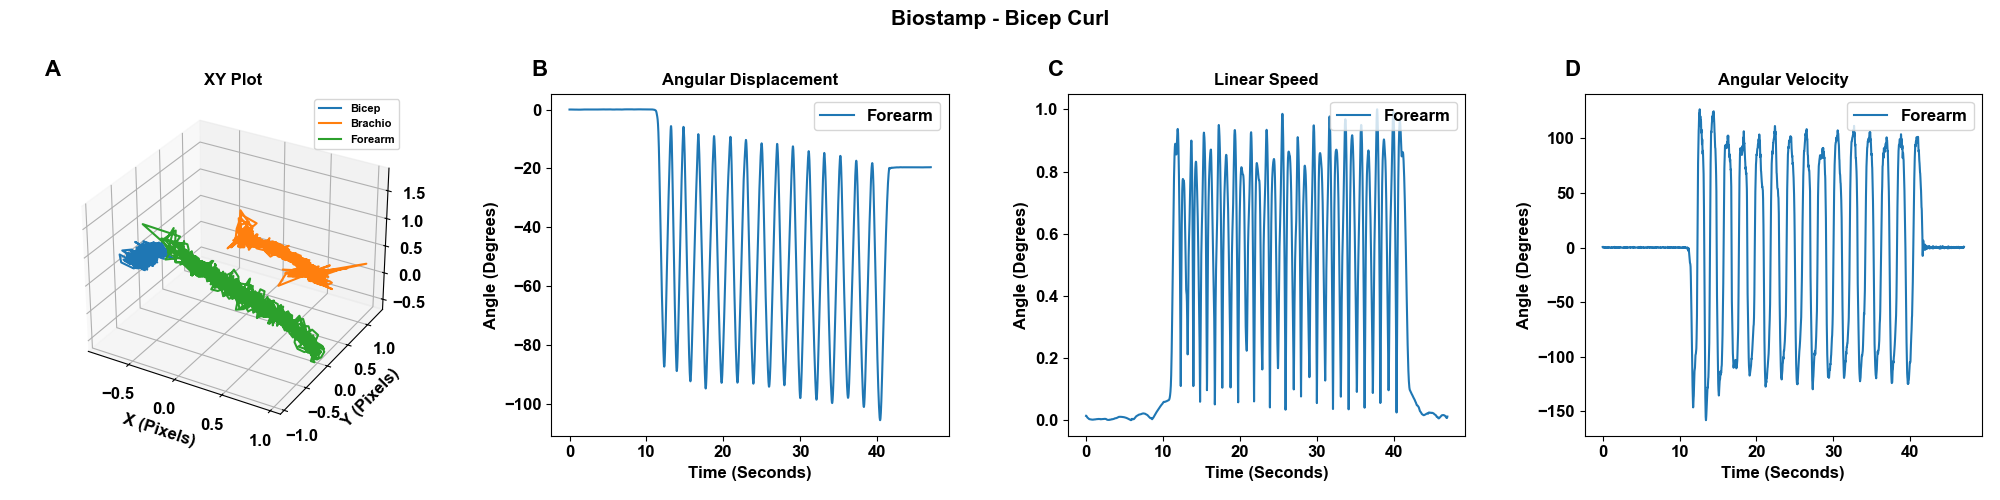 Biostamp - Bicep Curl
A
XY Plot
Bicep
Brachio
Forearm
1.5
1.0
0.5
0.0
−0.5
1.0
0.5
0.0
−0.5
−1.0
Y (Pixels)
−0.5
0.0
0.5
1.0
X (Pixels)
B
Angular Displacement
Forearm
0
−20
−40
−60
−80
−100
Angle (Degrees)
0 10 20 30 40
Time (Seconds)
C
Linear Speed
Forearm
1.0
0.8
0.6
0.4
0.2
0.0
Angle (Degrees)
0 10 20 30 40
Time (Seconds)
D
Angular Velocity
Forearm
100
50
0
−50
−100
−150
Angle (Degrees)
0 10 20 30 40
Time (Seconds)